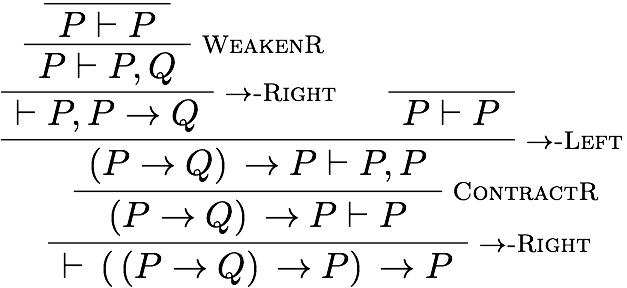 P ⊢ P
WEAKENR
P ⊢ P, Q
→-RIGHT
⊢ P, P → Q
P ⊢ P
→-LEFT
(P → Q) → P ⊢ P, P
CONTRACTR
(P → Q) → P ⊢ P
→-RIGHT
⊢ ((P → Q) → P) → P